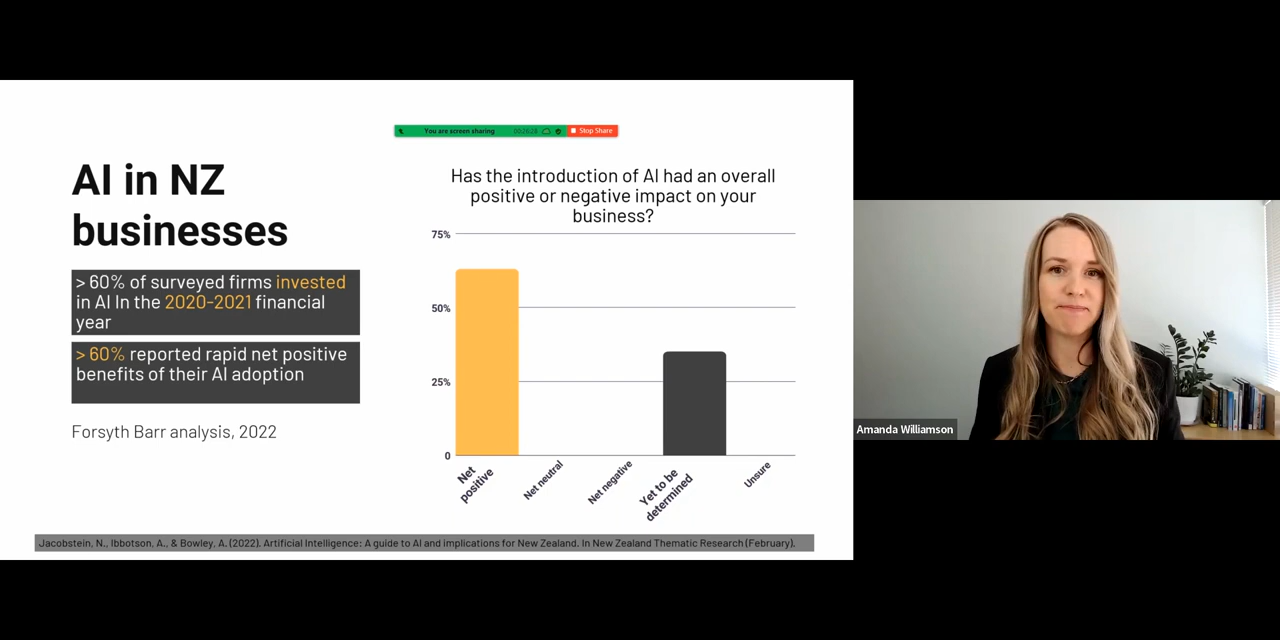 You are screen sharing 00:26:28 Stop Share
AI in NZ
businesses
> 60% of surveyed firms invested
in AI In the 2020-2021 financial
year
> 60% reported rapid net positive
benefits of their AI adoption
Forsyth Barr analysis, 2022
Has the introduction of AI had an overall
positive or negative impact on your
business?
75%
50%
25%
0
Net
positive
Net neutral
Net negative
Yet to be
determined
Unsure
Jacobstein, N., Ibbotson, A., & Bowley, A. (2022). Artificial Intelligence: A guide to AI and implications for New Zealand. In New Zealand Thematic Research (February).
Amanda Williamson